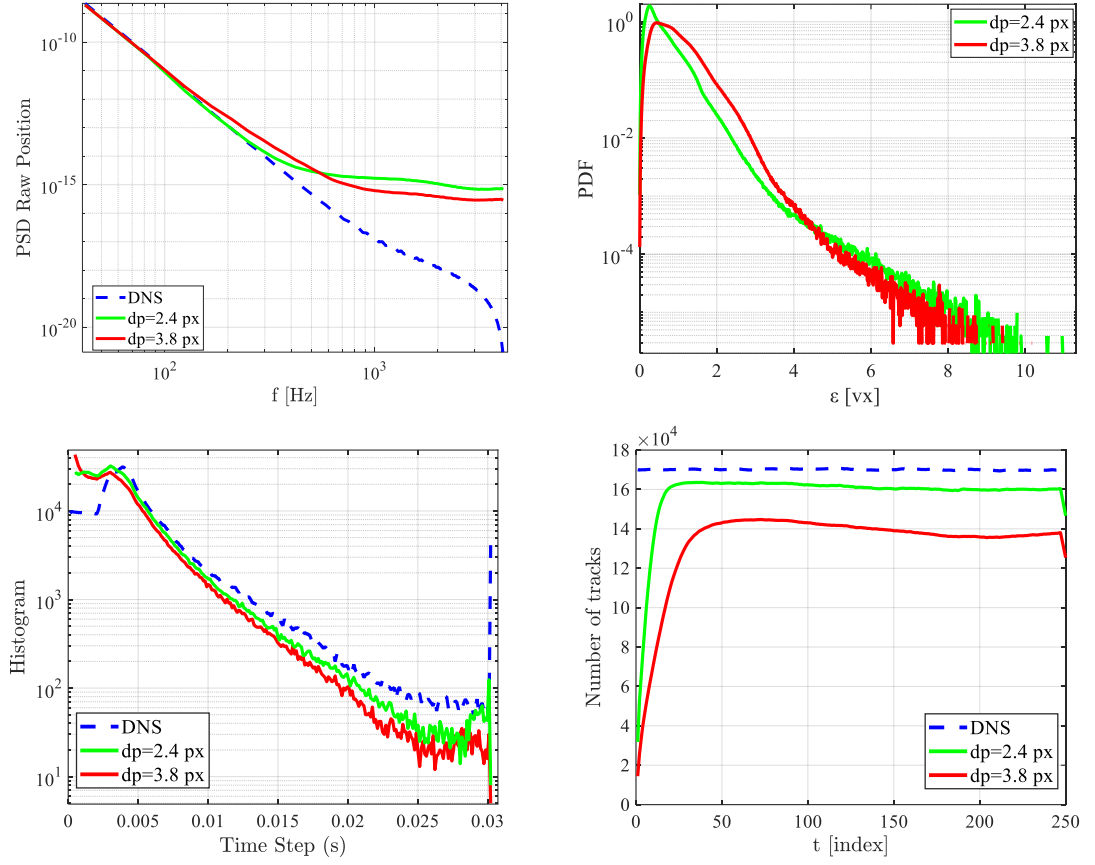 10^-10
10^-15
10^-20
PSD Raw Position
DNS
dp=2.4 px
dp=3.8 px
10^2
10^3
f [Hz]
10^0
10^-2
10^-4
PDF
dp=2.4 px
dp=3.8 px
0
2
4
6
8
10
ε [vx]
10^4
10^3
10^2
10^1
Histogram
DNS
dp=2.4 px
dp=3.8 px
0
0.005
0.01
0.015
0.02
0.025
0.03
Time Step (s)
×10^4
18
16
14
12
10
8
6
4
2
0
Number of tracks
DNS
dp=2.4 px
dp=3.8 px
0
50
100
150
200
250
t [index]